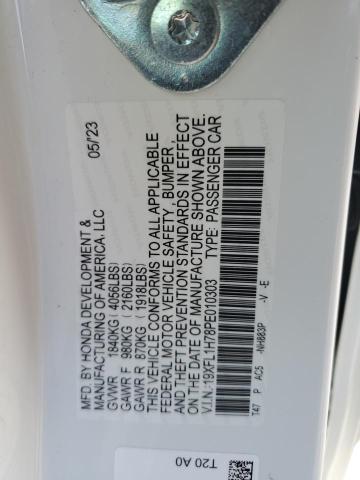 MFD. BY HONDA DEVELOPMENT & 05/'23
MANUFACTURING OF AMERICA, LLC
GVWR 1840KG (4056LBS)
GAWR F 980KG (2160LBS)
GAWR R 870KG (1918LBS)
THIS VEHICLE CONFORMS TO ALL APPLICABLE
FEDERAL MOTOR VEHICLE SAFETY, BUMPER,
AND THEFT PREVENTION STANDARDS IN EFFECT
ON THE DATE OF MANUFACTURE SHOWN ABOVE.
V.I.N.:19XFL1H78PE010303 TYPE: PASSENGER CAR
T47 P AC5 -NH883P -V -E
T20 A0